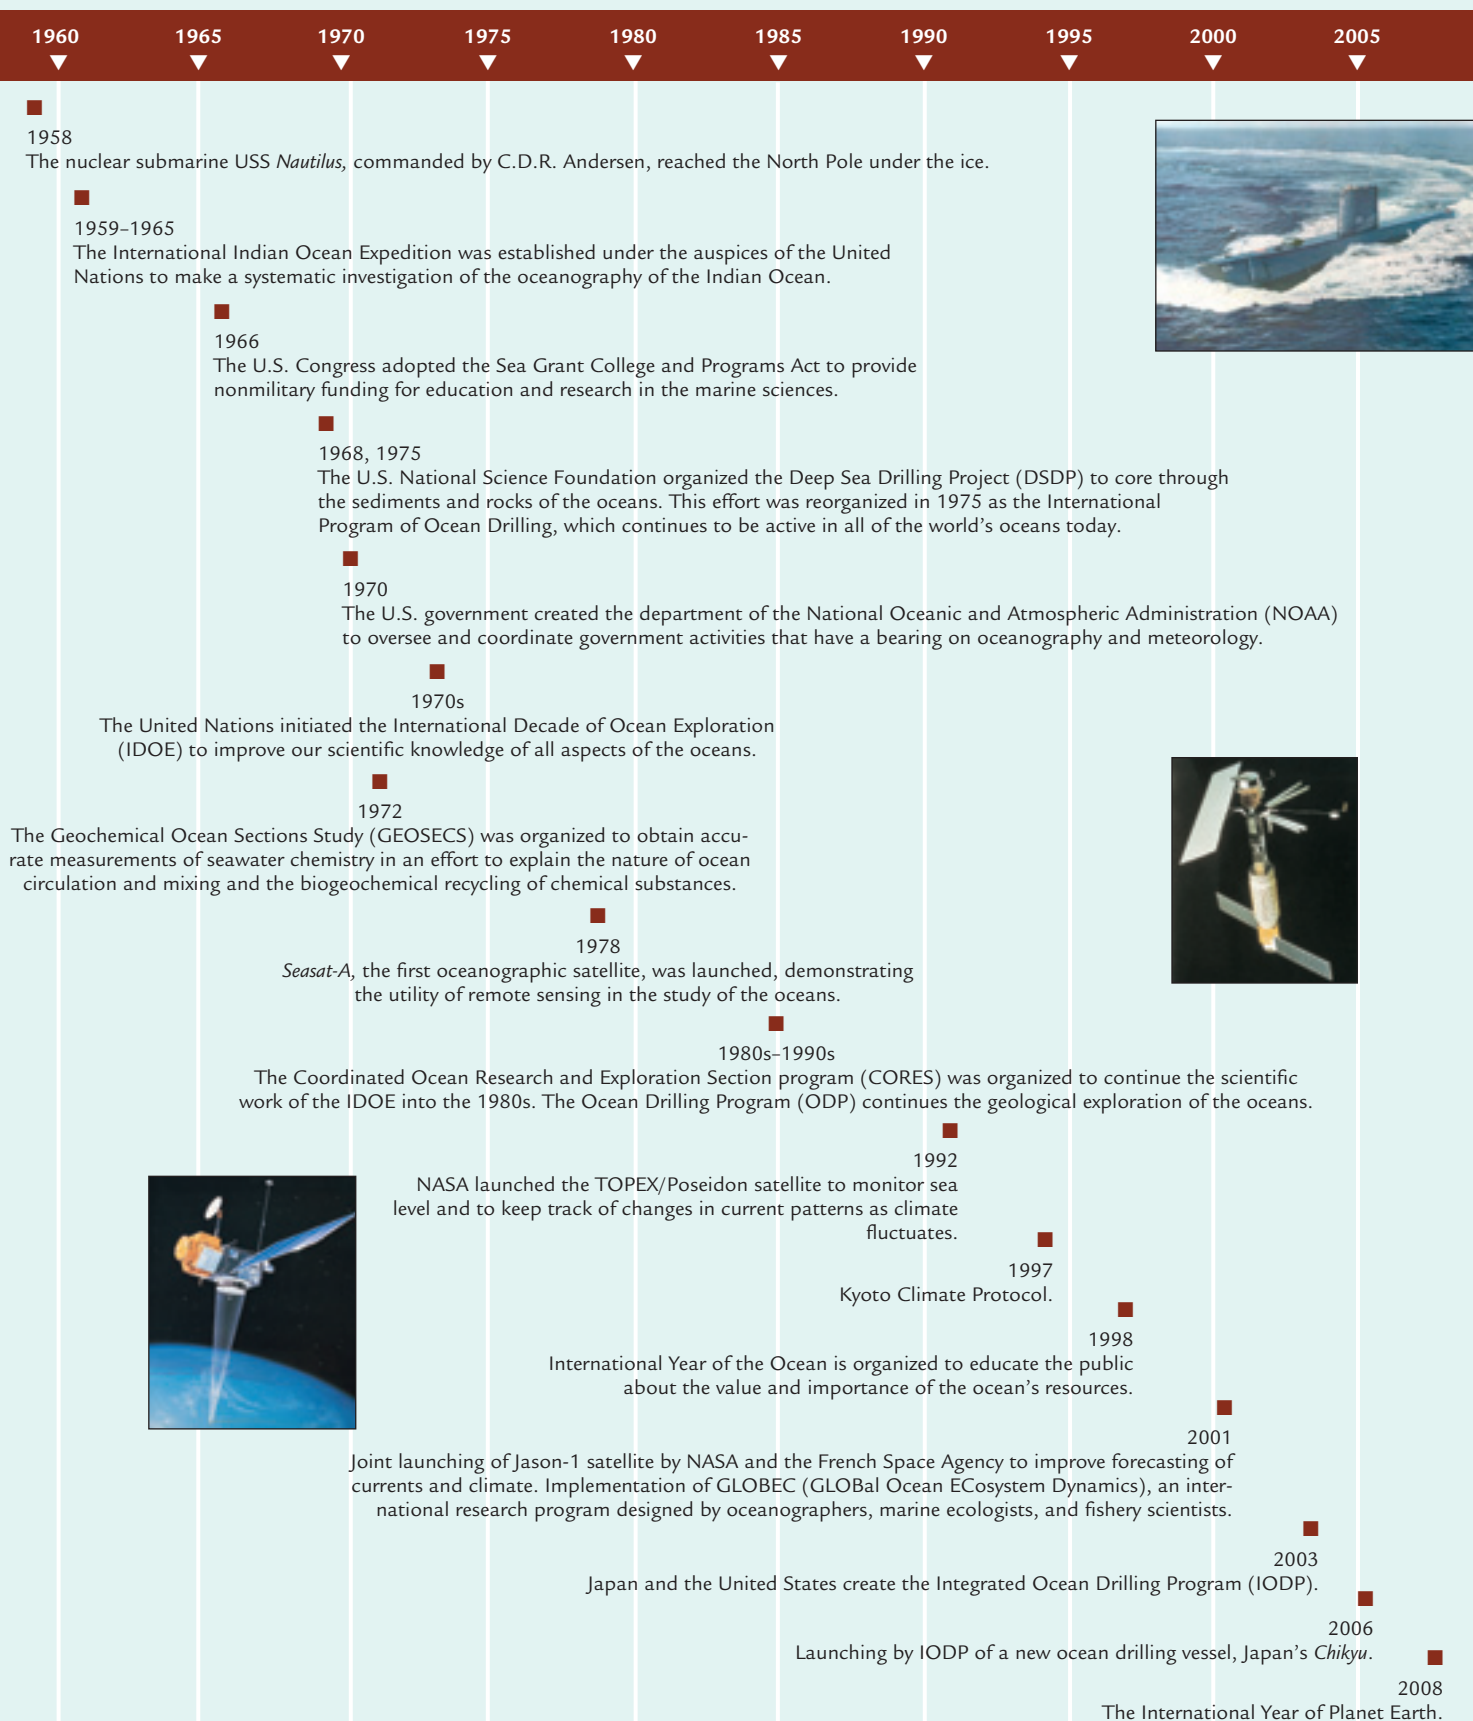 1960 1965 1970 1975 1980 1985 1990 1995 2000 2005
1958
The nuclear submarine USS Nautilus, commanded by C.D.R. Andersen, reached the North Pole under the ice.
1959–1965
The International Indian Ocean Expedition was established under the auspices of the United
Nations to make a systematic investigation of the oceanography of the Indian Ocean.
1966
The U.S. Congress adopted the Sea Grant College and Programs Act to provide
nonmilitary funding for education and research in the marine sciences.
1968, 1975
The U.S. National Science Foundation organized the Deep Sea Drilling Project (DSDP) to core through
the sediments and rocks of the oceans. This effort was reorganized in 1975 as the International
Program of Ocean Drilling, which continues to be active in all of the world's oceans today.
1970
The U.S. government created the department of the National Oceanic and Atmospheric Administration (NOAA)
to oversee and coordinate government activities that have a bearing on oceanography and meteorology.
1970s
The United Nations initiated the International Decade of Ocean Exploration
(IDOE) to improve our scientific knowledge of all aspects of the oceans.
1972
The Geochemical Ocean Sections Study (GEOSECS) was organized to obtain accu-
rate measurements of seawater chemistry in an effort to explain the nature of ocean
circulation and mixing and the biogeochemical recycling of chemical substances.
1978
Seasat-A, the first oceanographic satellite, was launched, demonstrating
the utility of remote sensing in the study of the oceans.
1980s–1990s
The Coordinated Ocean Research and Exploration Section program (CORES) was organized to continue the scientific
work of the IDOE into the 1980s. The Ocean Drilling Program (ODP) continues the geological exploration of the oceans.
1992
NASA launched the TOPEX/Poseidon satellite to monitor sea
level and to keep track of changes in current patterns as climate
fluctuates.
1997
Kyoto Climate Protocol.
1998
International Year of the Ocean is organized to educate the public
about the value and importance of the ocean's resources.
2001
Joint launching of Jason-1 satellite by NASA and the French Space Agency to improve forecasting of
currents and climate. Implementation of GLOBEC (GLOBal Ocean ECosystem Dynamics), an inter-
national research program designed by oceanographers, marine ecologists, and fishery scientists.
2003
Japan and the United States create the Integrated Ocean Drilling Program (IODP).
2006
Launching by IODP of a new ocean drilling vessel, Japan's Chikyu.
2008
The International Year of Planet Earth.